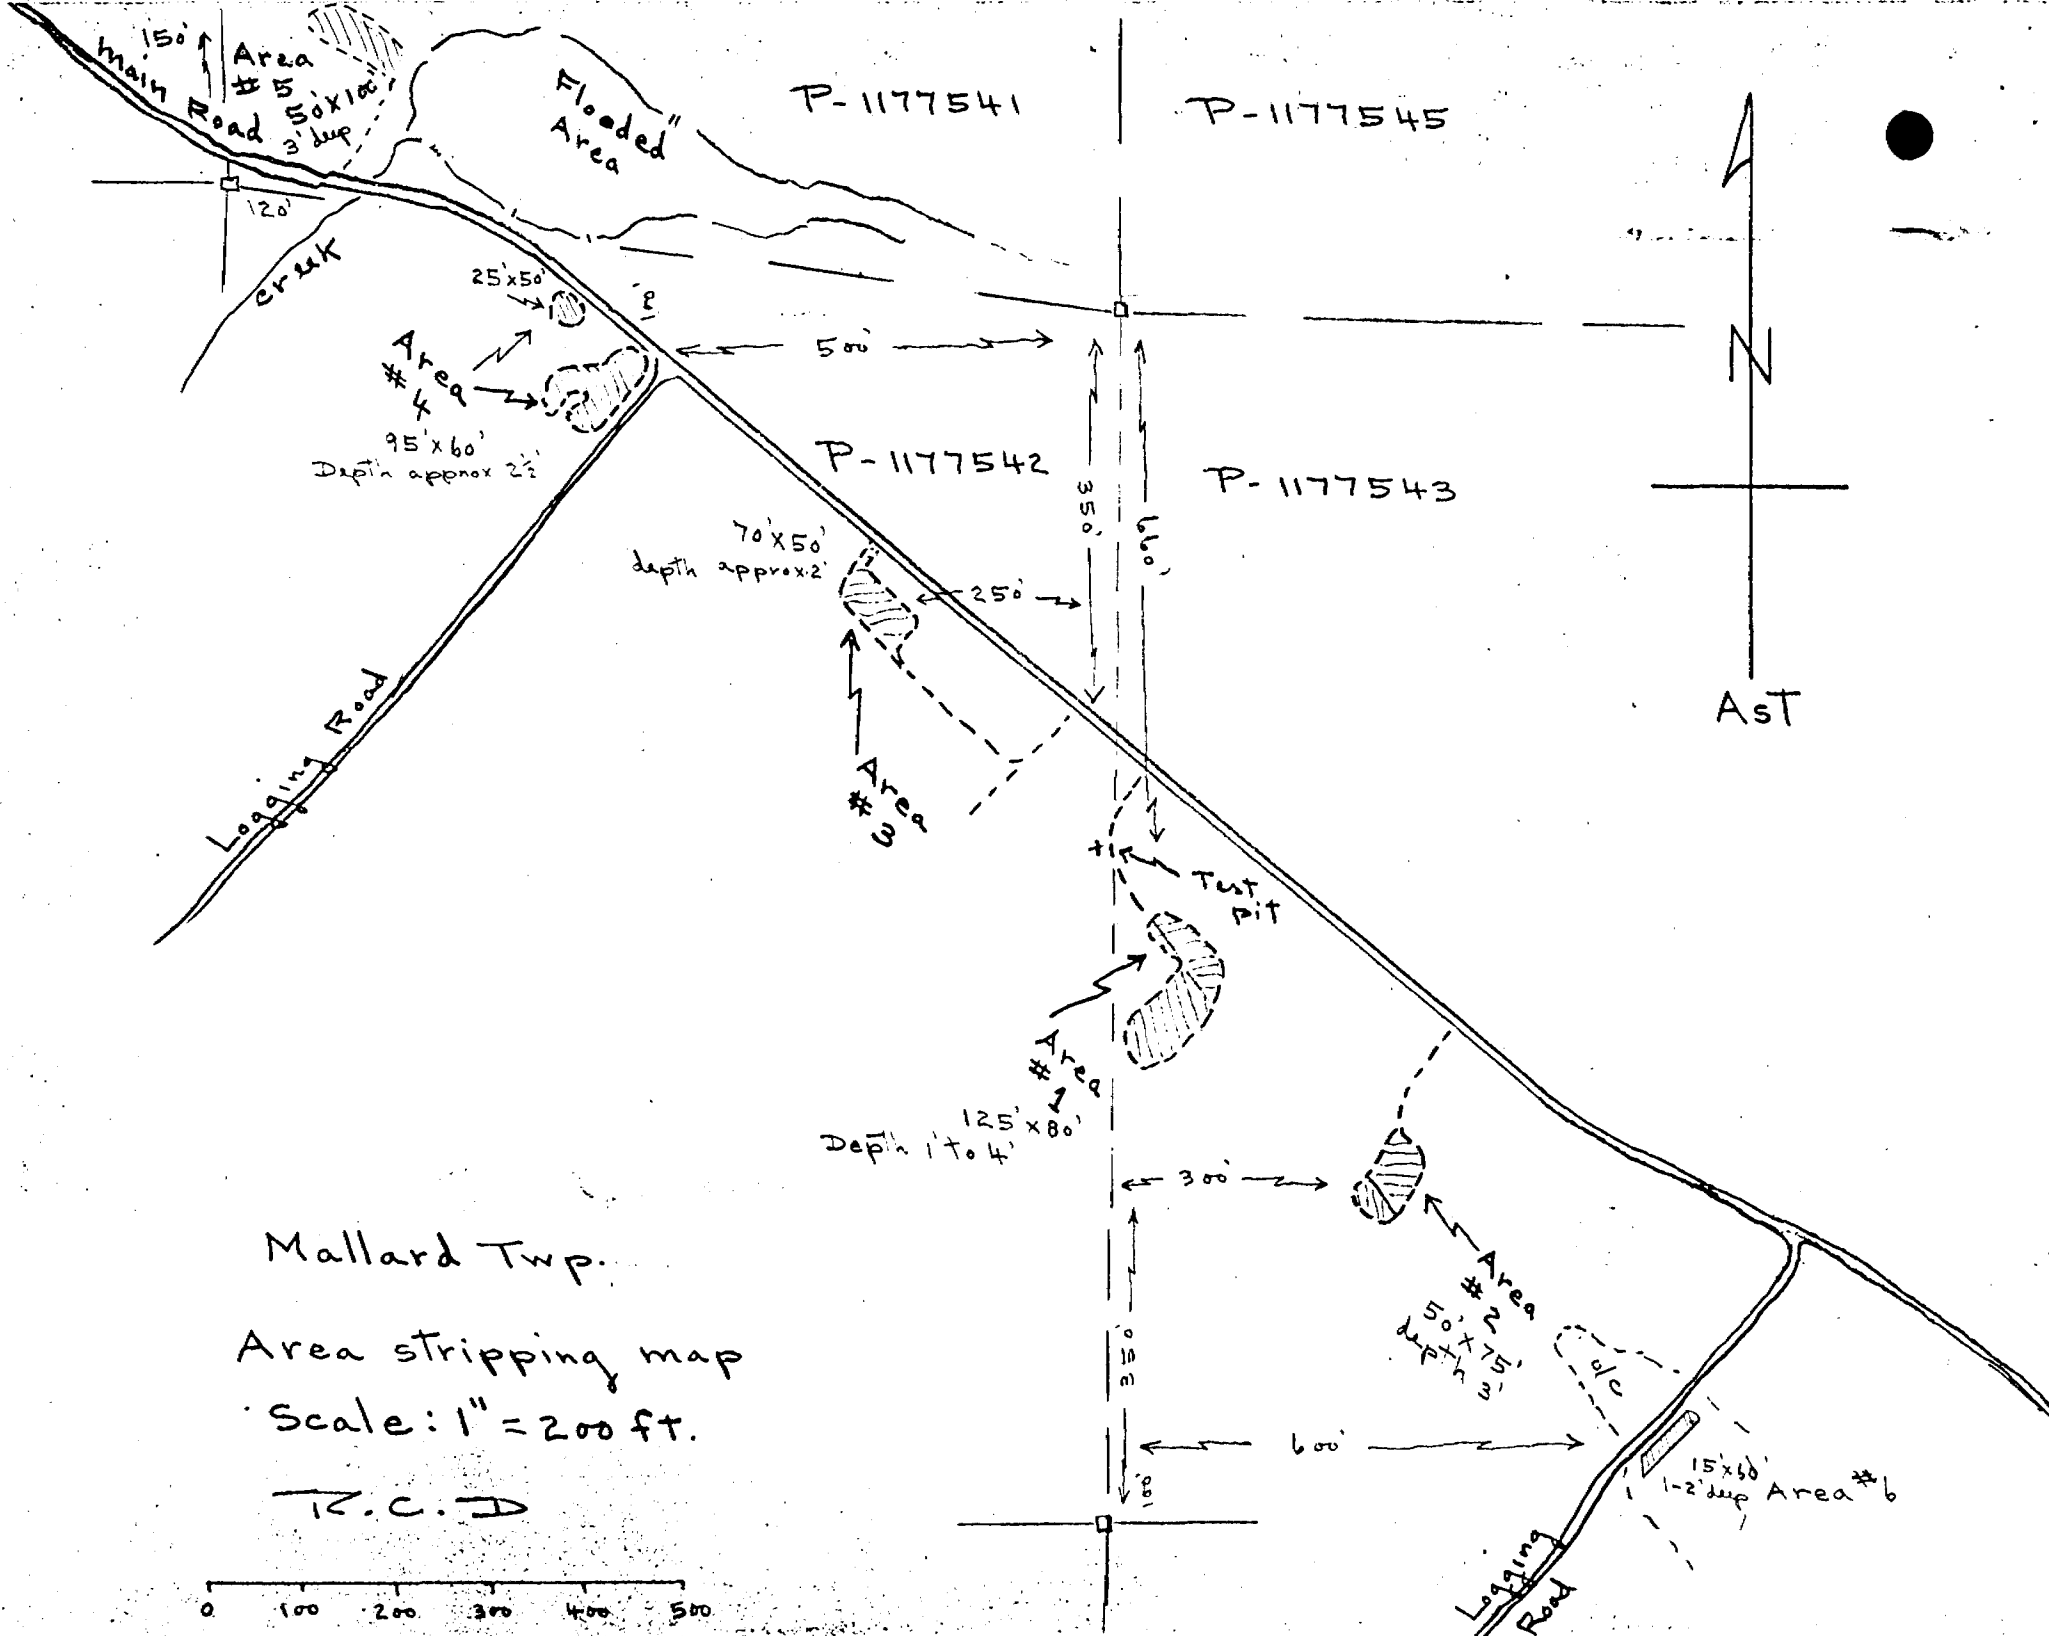 150'
Main
Road
Area
#5
50'x100'
3' deep
Flooded
Area
P-1177541
P-1177545
120'
creek
25'x50'
500'
Area
#4
95'x60'
Depth approx 2½'
P-1177542
P-1177543
350'
660'
70'x50'
depth approx. 2'
250'
N
AST
Logging Road
Area
#3
Test
pit
Area
#1
125'x80'
Depth 1' to 4'
300'
Area
#2
50'x75'
depth 3'
350'
o/c
600'
100'
15'x60'
1-2' deep Area #6
Mallard Twp.
Area stripping map
Scale: 1" = 200 ft.
R.C.D
0 100 200 300 400 500
Logging
Road